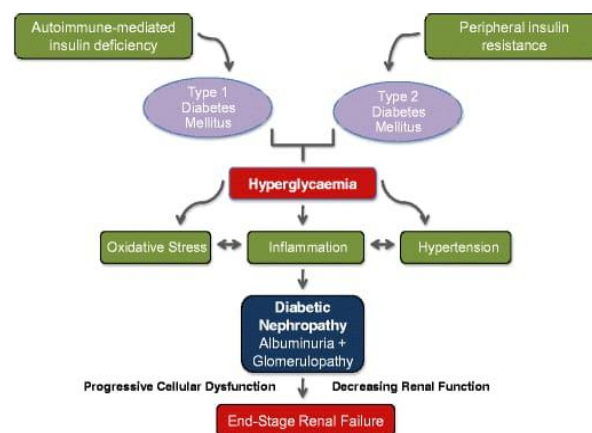 Autoimmune-mediated
insulin deficiency
Peripheral insulin
resistance
Type 1
Diabetes
Mellitus
Type 2
Diabetes
Mellitus
Hyperglycaemia
Oxidative Stress
Inflammation
Hypertension
Diabetic
Nephropathy
Albuminuria +
Glomerulopathy
Progressive Cellular Dysfunction
Decreasing Renal Function
End-Stage Renal Failure